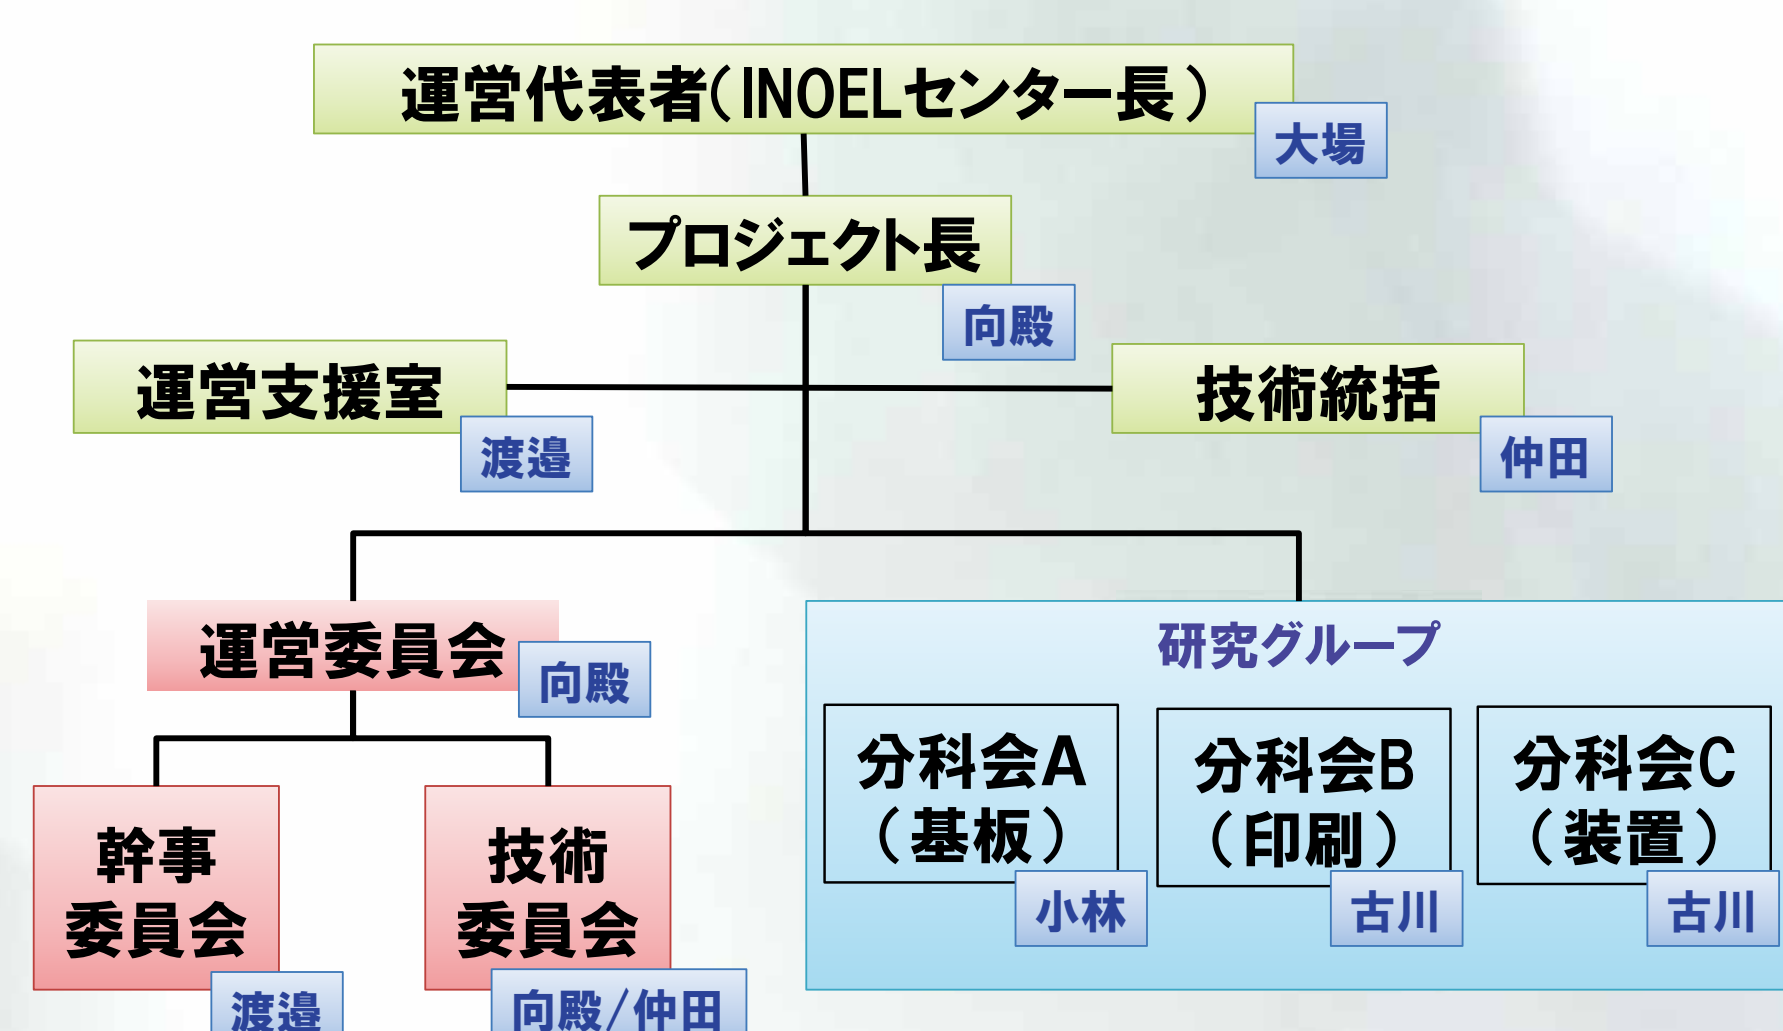 運営代表者（INOELセンター長）
大場
プロジェクト長
向殿
運営支援室
渡邉
技術統括
仲田
運営委員会
向殿
研究グループ
分科会A
（基板）
小林
分科会B
（印刷）
古川
分科会C
（装置）
古川
幹事
委員会
渡邉
技術
委員会
向殿/仲田